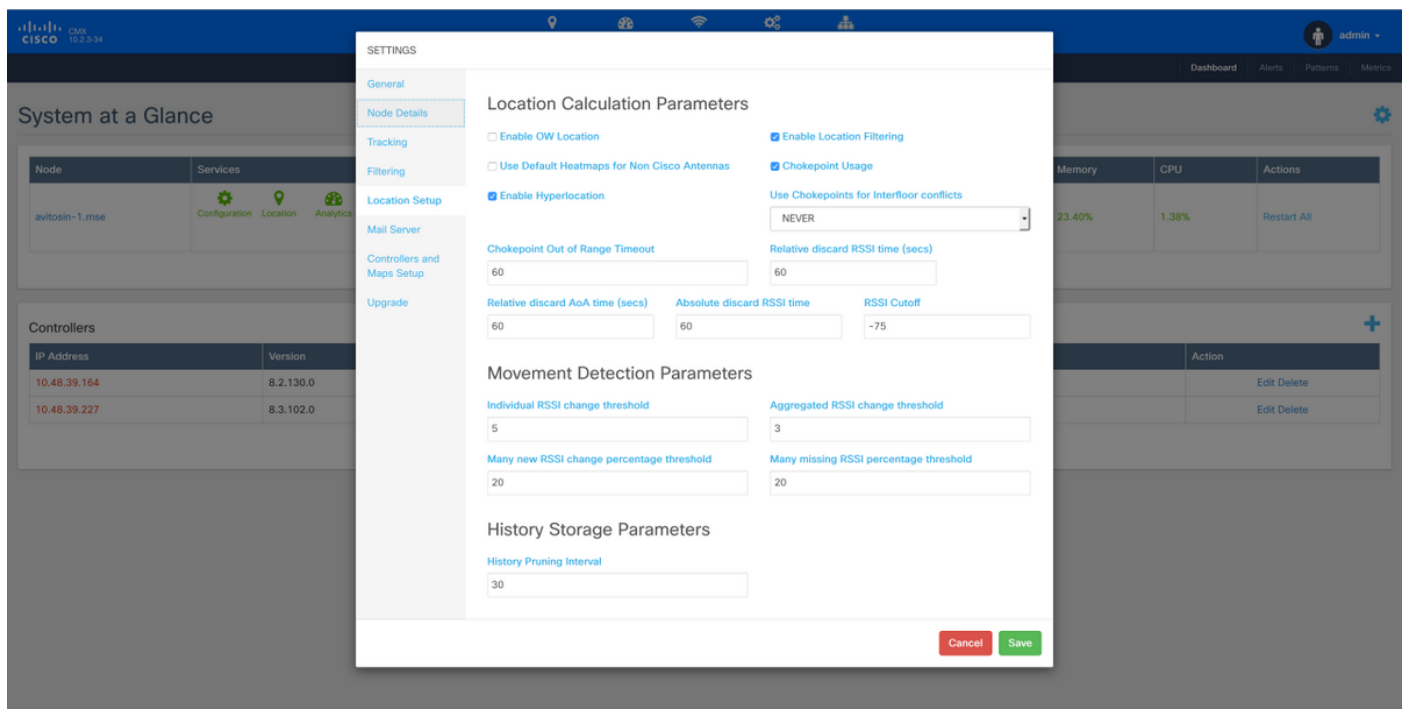 CISCO CMX
10.2.3-34
admin
Dashboard Alerts Patterns Metrics
System at a Glance
Node Services Memory CPU Actions
avitosin-1.mse Configuration Location Analytics 23.40% 1.38% Restart All
Controllers
IP Address Version Action
10.48.39.164 8.2.130.0 Edit Delete
10.48.39.227 8.3.102.0 Edit Delete
SETTINGS
General
Node Details
Tracking
Filtering
Location Setup
Mail Server
Controllers and
Maps Setup
Upgrade
Location Calculation Parameters
Enable OW Location Enable Location Filtering
Use Default Heatmaps for Non Cisco Antennas Chokepoint Usage
Enable Hyperlocation Use Chokepoints for Interfloor conflicts
NEVER
Chokepoint Out of Range Timeout Relative discard RSSI time (secs)
60 60
Relative discard AoA time (secs) Absolute discard RSSI time RSSI Cutoff
60 60 -75
Movement Detection Parameters
Individual RSSI change threshold Aggregated RSSI change threshold
5 3
Many new RSSI change percentage threshold Many missing RSSI percentage threshold
20 20
History Storage Parameters
History Pruning Interval
30
Cancel Save